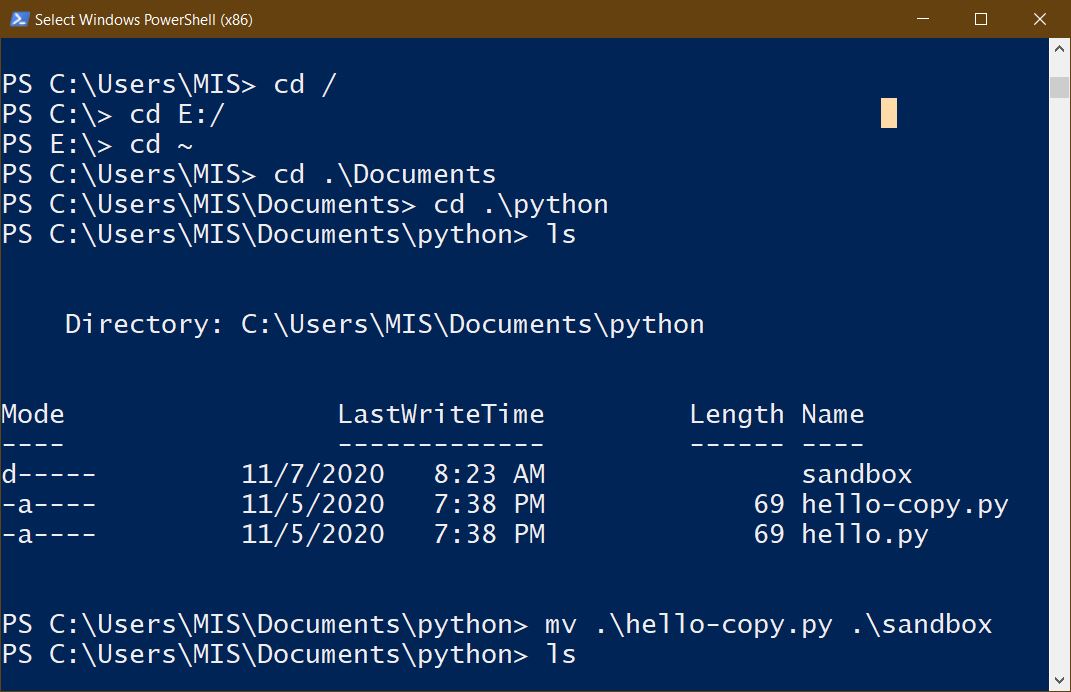 Select Windows PowerShell (x86)
PS C:\Users\MIS> cd /
PS C:\> cd E:/
PS E:\> cd ~
PS C:\Users\MIS> cd .\Documents
PS C:\Users\MIS\Documents> cd .\python
PS C:\Users\MIS\Documents\python> ls
Directory: C:\Users\MIS\Documents\python
Mode LastWriteTime Length Name
---- ------------- ------ ----
d----- 11/7/2020 8:23 AM sandbox
-a---- 11/5/2020 7:38 PM 69 hello-copy.py
-a---- 11/5/2020 7:38 PM 69 hello.py
PS C:\Users\MIS\Documents\python> mv .\hello-copy.py .\sandbox
PS C:\Users\MIS\Documents\python> ls